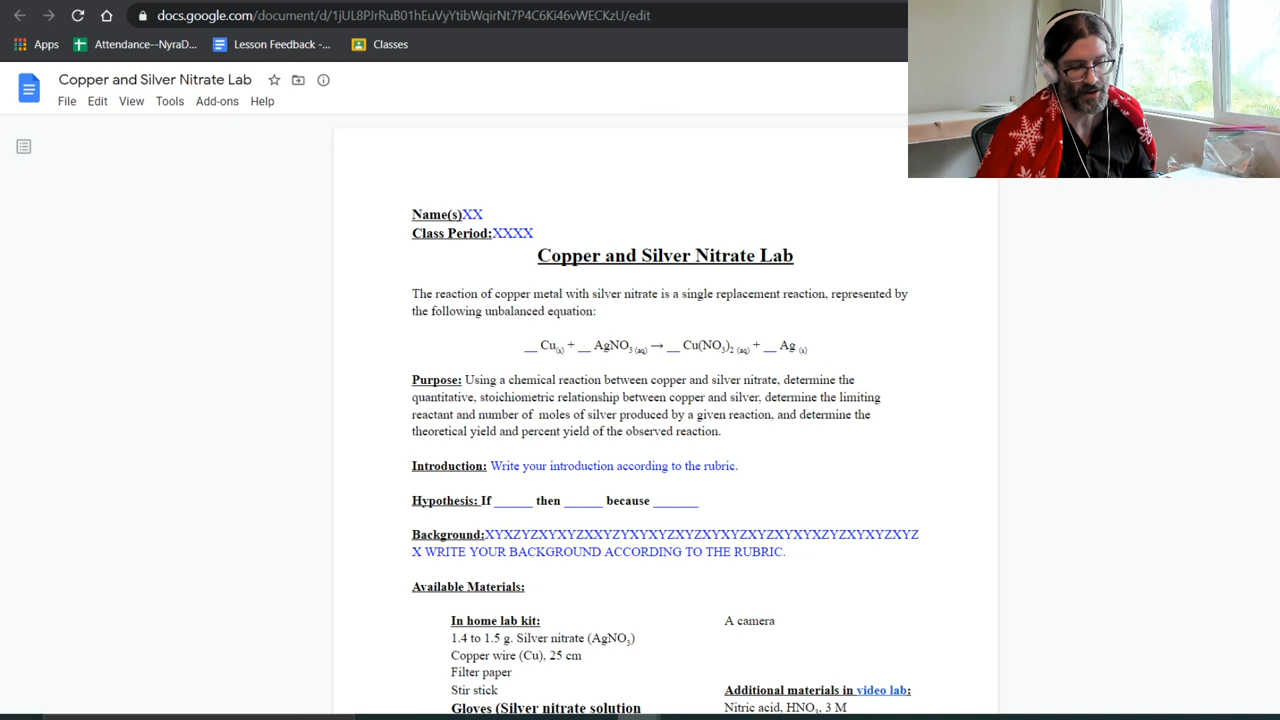 docs.google.com/document/d/1jUL8PJrRuB01hEuVyYtibWqirNt7P4C6Ki46vWECKzU/edit
Apps Attendance--NyraD... Lesson Feedback -... Classes
Copper and Silver Nitrate Lab
File Edit View Tools Add-ons Help
Name(s)XX
Class Period:XXXX
Copper and Silver Nitrate Lab
The reaction of copper metal with silver nitrate is a single replacement reaction, represented by
the following unbalanced equation:
__ Cu(s) + __ AgNO3 (aq) → __ Cu(NO3)2 (aq) + __ Ag (s)
Purpose: Using a chemical reaction between copper and silver nitrate, determine the
quantitative, stoichiometric relationship between copper and silver, determine the limiting
reactant and number of moles of silver produced by a given reaction, and determine the
theoretical yield and percent yield of the observed reaction.
Introduction: Write your introduction according to the rubric.
Hypothesis: If ______ then ______ because _______
Background:XYXZYZXYXYZXXYZYXYXYZXYZXYXYZXYZXYZXYXYXZYZXYXYZXYZ
X WRITE YOUR BACKGROUND ACCORDING TO THE RUBRIC.
Available Materials:
In home lab kit:
1.4 to 1.5 g. Silver nitrate (AgNO3)
Copper wire (Cu), 25 cm
Filter paper
Stir stick
Gloves (Silver nitrate solution
A camera
Additional materials in video lab:
Nitric acid, HNO3, 3 M